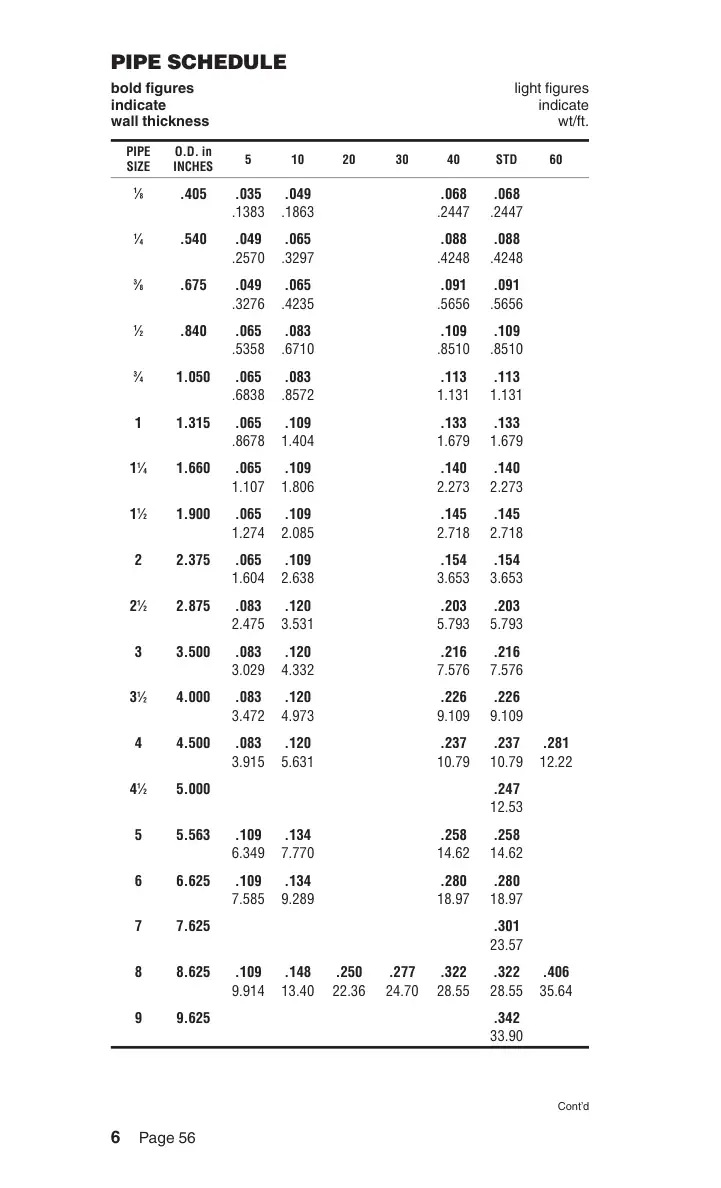 PIPE SCHEDULE
bold figures light figures
indicate indicate
wall thickness wt/ft.
PIPE SIZE O.D. in INCHES 5 10 20 30 40 STD 60
⅛ .405 .035 .049 .068 .068
.1383 .1863 .2447 .2447
¼ .540 .049 .065 .088 .088
.2570 .3297 .4248 .4248
⅜ .675 .049 .065 .091 .091
.3276 .4235 .5656 .5656
½ .840 .065 .083 .109 .109
.5358 .6710 .8510 .8510
¾ 1.050 .065 .083 .113 .113
.6838 .8572 1.131 1.131
1 1.315 .065 .109 .133 .133
.8678 1.404 1.679 1.679
1¼ 1.660 .065 .109 .140 .140
1.107 1.806 2.273 2.273
1½ 1.900 .065 .109 .145 .145
1.274 2.085 2.718 2.718
2 2.375 .065 .109 .154 .154
1.604 2.638 3.653 3.653
2½ 2.875 .083 .120 .203 .203
2.475 3.531 5.793 5.793
3 3.500 .083 .120 .216 .216
3.029 4.332 7.576 7.576
3½ 4.000 .083 .120 .226 .226
3.472 4.973 9.109 9.109
4 4.500 .083 .120 .237 .237 .281
3.915 5.631 10.79 10.79 12.22
4½ 5.000 .247
12.53
5 5.563 .109 .134 .258 .258
6.349 7.770 14.62 14.62
6 6.625 .109 .134 .280 .280
7.585 9.289 18.97 18.97
7 7.625 .301
23.57
8 8.625 .109 .148 .250 .277 .322 .322 .406
9.914 13.40 22.36 24.70 28.55 28.55 35.64
9 9.625 .342
33.90
Cont'd
6 Page 56